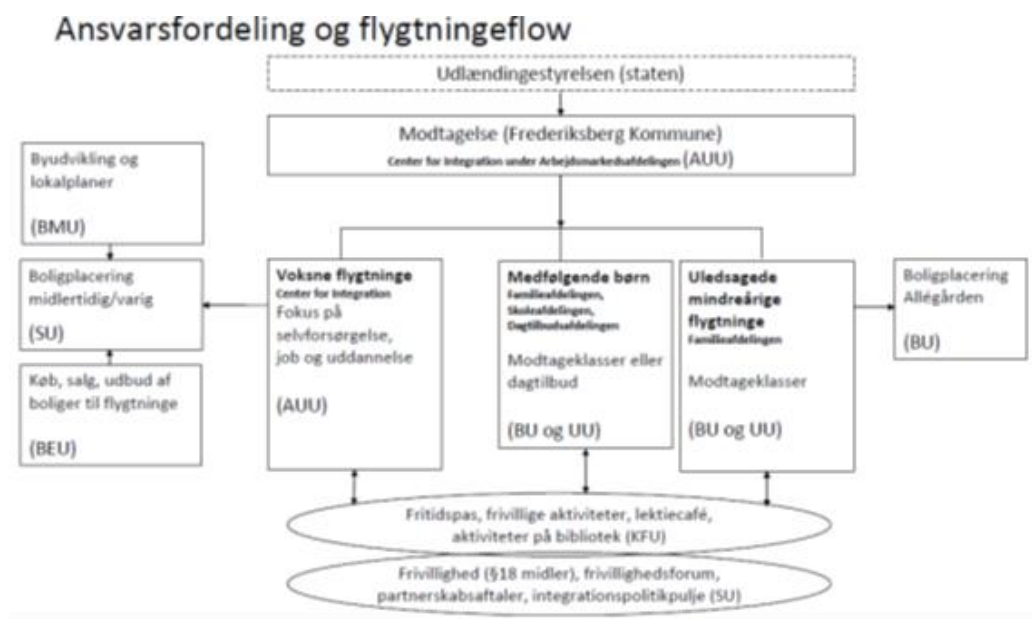 Ansvarsfordeling og flygtningeflow
Udlændingestyrelsen (staten)
Modtagelse (Frederiksberg Kommune)
Center for Integration under Arbejdsmarkedsafdelingen (AUU)
Byudvikling og
lokalplaner
(BMU)
Boligplacering
midlertidig/varig
(SU)
Køb, salg, udbud af
boliger til flygtninge
(BEU)
Voksne flygtninge
Center for Integration
Fokus på
selvforsørgelse,
job og uddannelse
(AUU)
Medfølgende børn
Familieafdelingen,
Skoleafdelingen,
Dagtilbudsafdelingen
Modtageklasser eller
dagtilbud
(BU og UU)
Uledsagede
mindreårige
flygtninge
Familieafdelingen
Modtageklasser
(BU og UU)
Boligplacering
Allégården
(BU)
Fritidspas, frivillige aktiviteter, lektiecafé,
aktiviteter på bibliotek (KFU)
Frivillighed (§18 midler), frivillighedsforum,
partnerskabsaftaler, integrationspolitikpulje (SU)